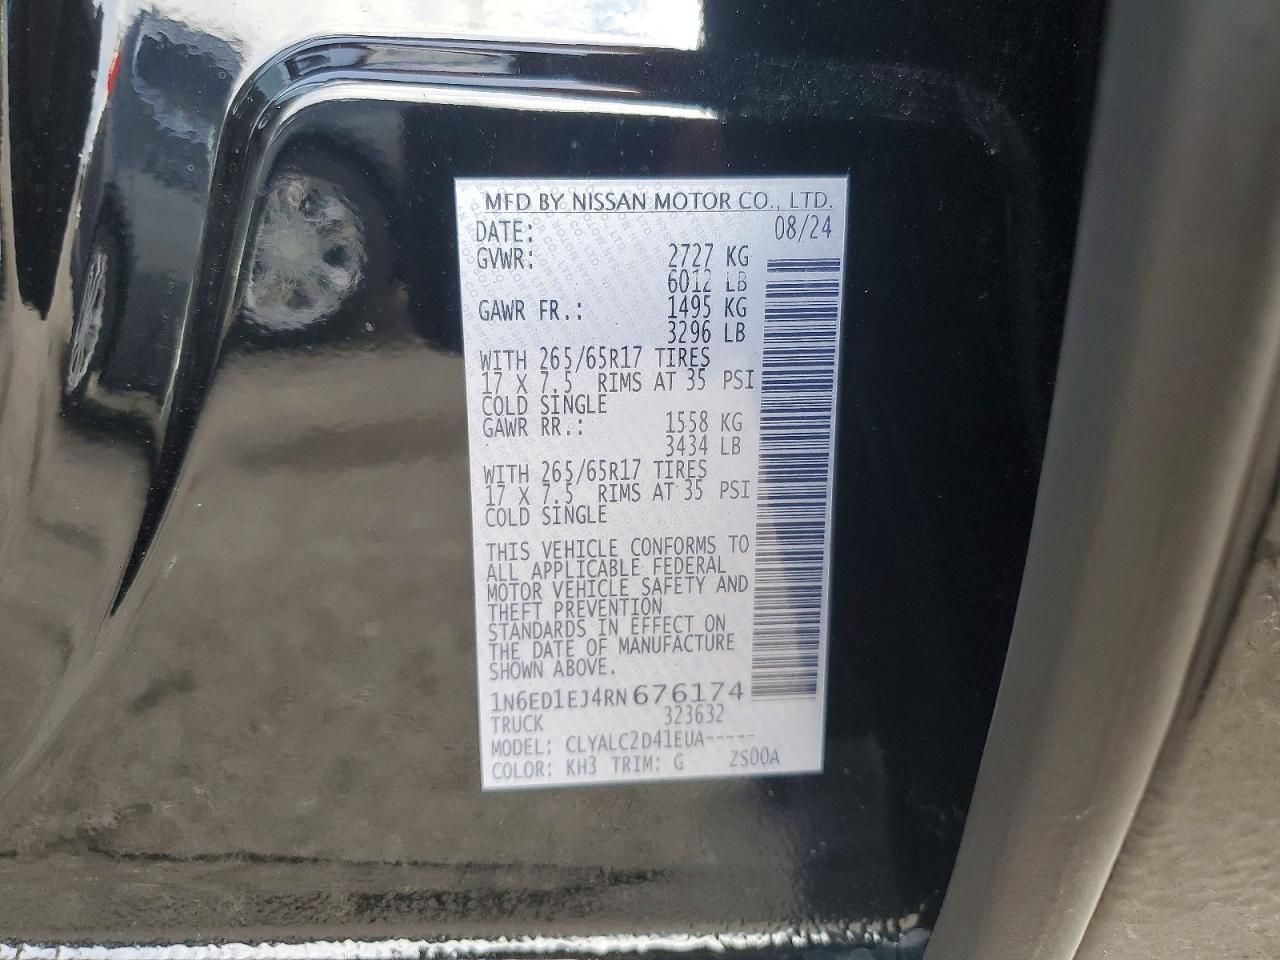 MFD BY NISSAN MOTOR CO., LTD.
DATE: 08/24
GVWR: 2727 KG
6012 LB
GAWR FR.: 1495 KG
3296 LB
WITH 265/65R17 TIRES
17 X 7.5 RIMS AT 35 PSI
COLD SINGLE
GAWR RR.: 1558 KG
3434 LB
WITH 265/65R17 TIRES
17 X 7.5 RIMS AT 35 PSI
COLD SINGLE
THIS VEHICLE CONFORMS TO
ALL APPLICABLE FEDERAL
MOTOR VEHICLE SAFETY AND
THEFT PREVENTION
STANDARDS IN EFFECT ON
THE DATE OF MANUFACTURE
SHOWN ABOVE.
1N6ED1EJ4RN676174
TRUCK 323632
MODEL: CLYALC2D41EUA-----
COLOR: KH3 TRIM: G ZS00A